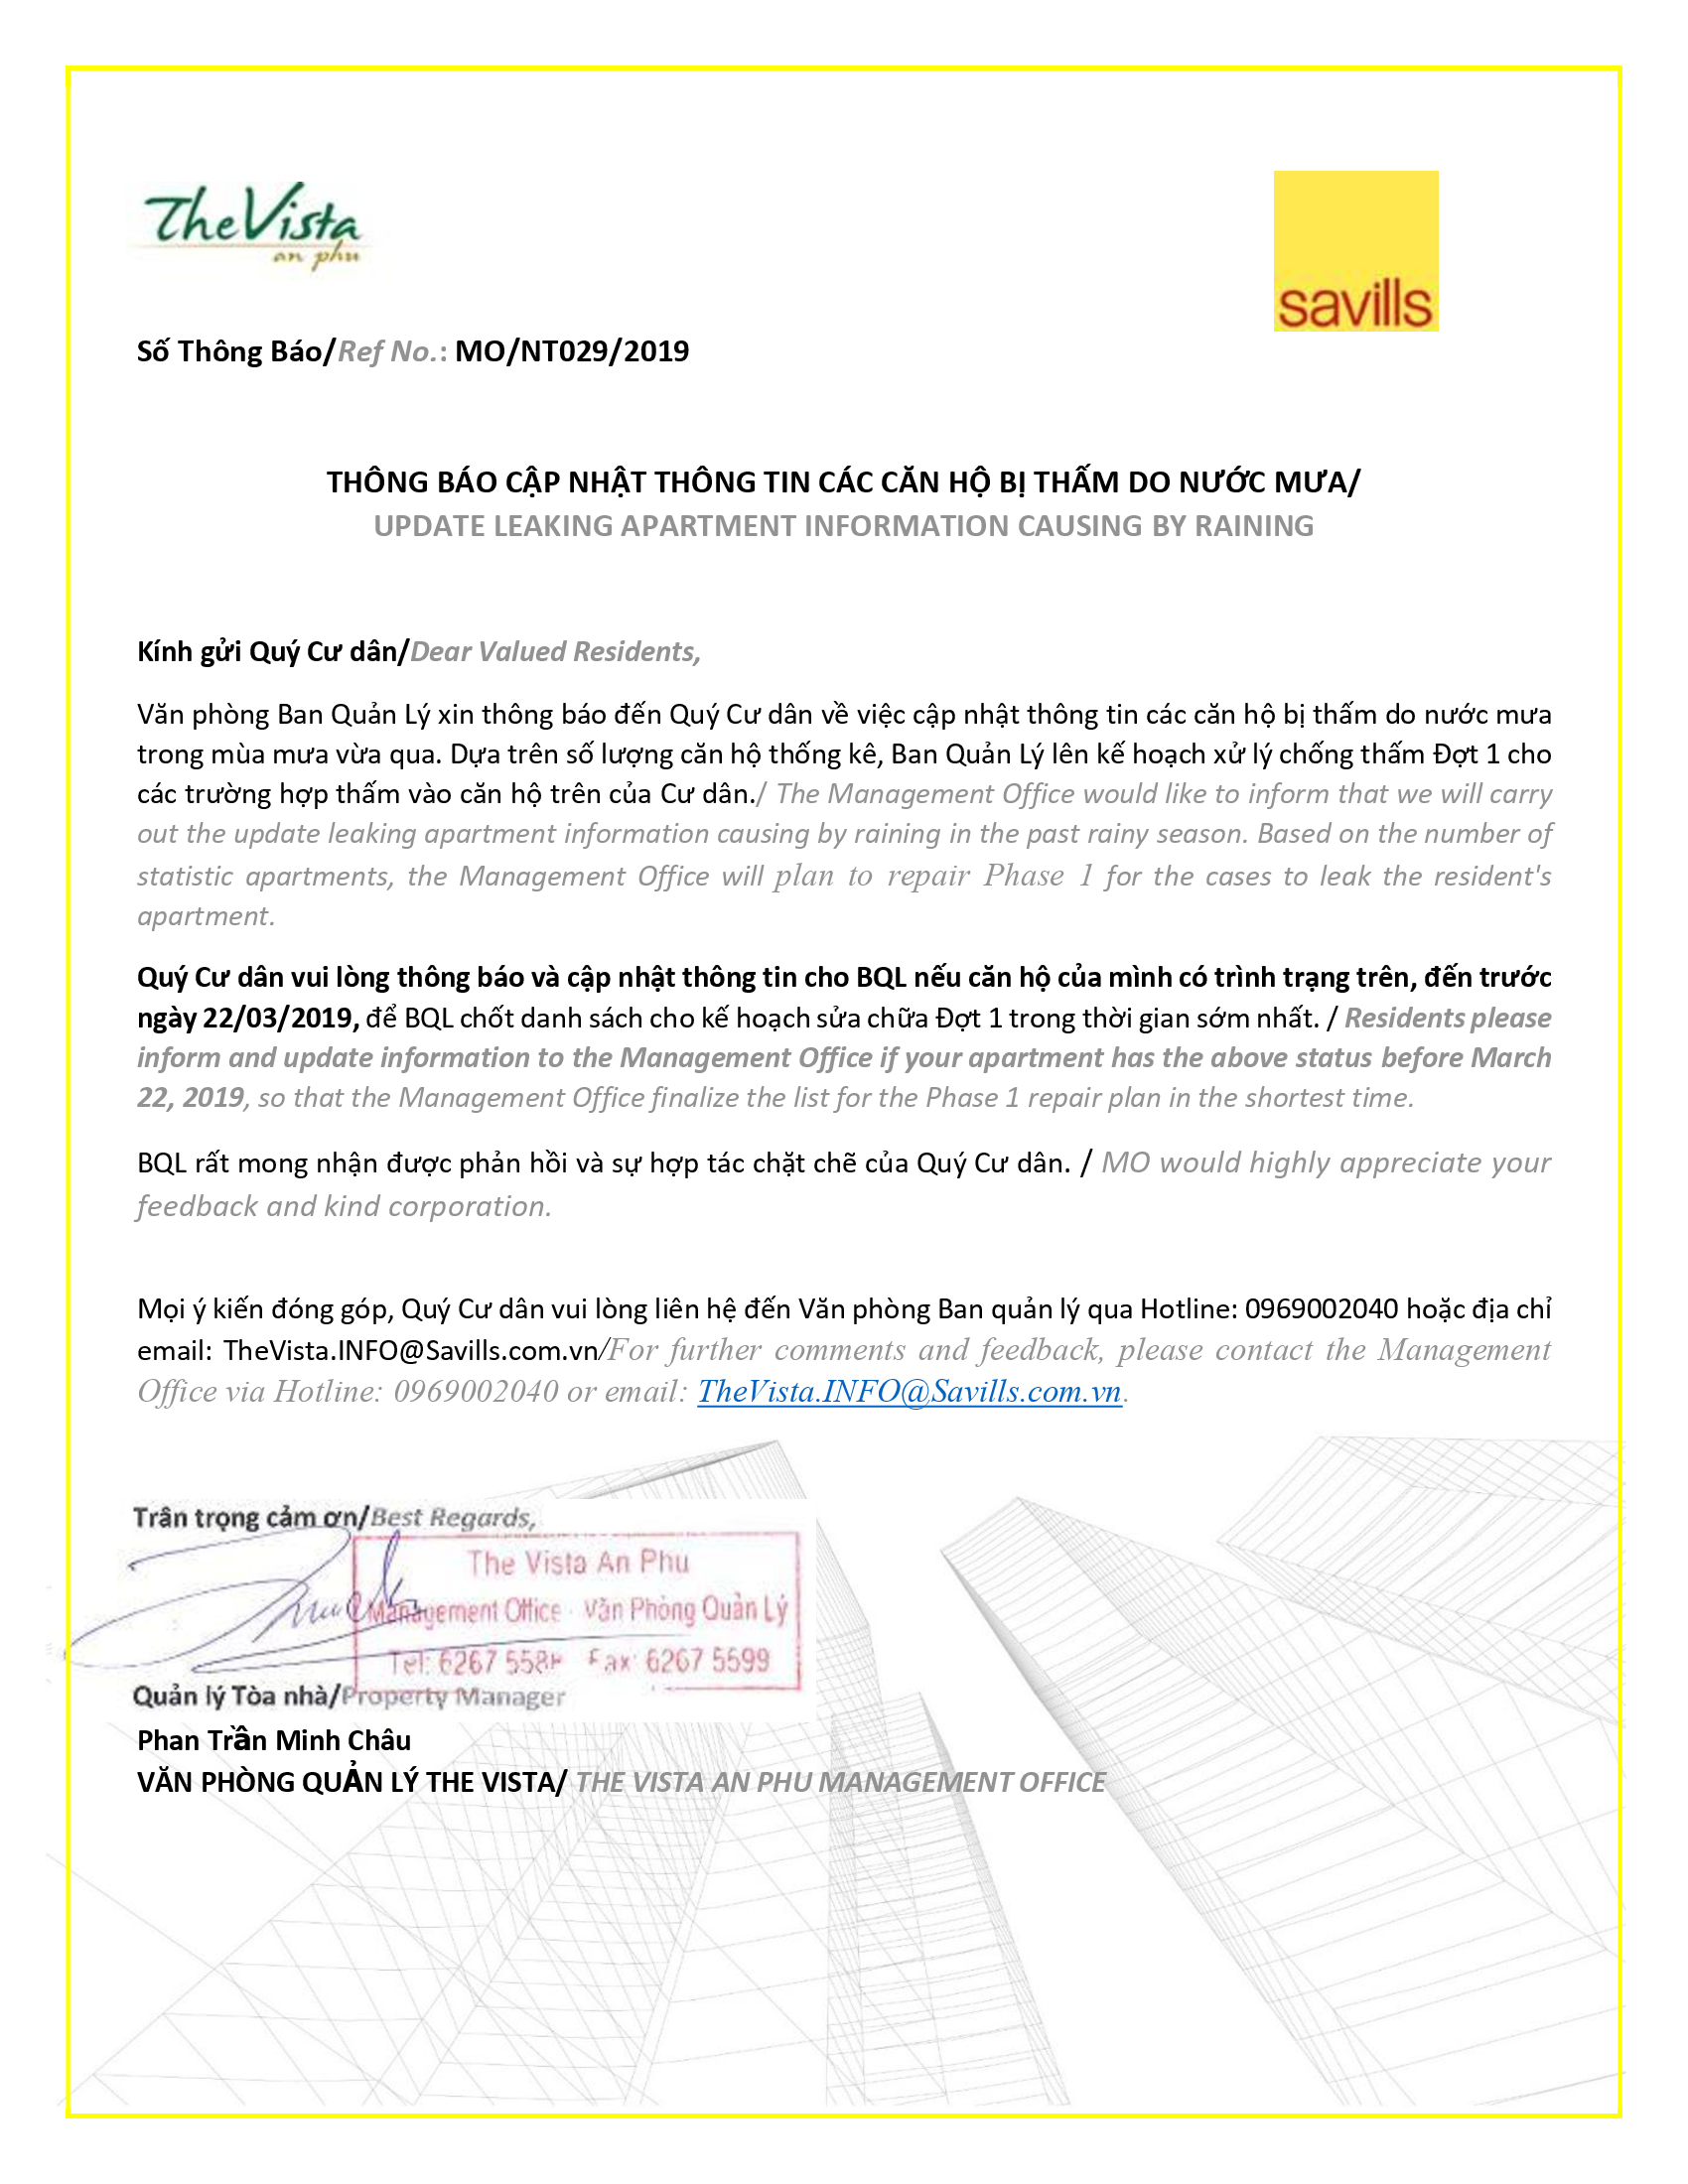 The Vista
an phu
savills
Số Thông Báo/Ref No.: MO/NT029/2019
THÔNG BÁO CẬP NHẬT THÔNG TIN CÁC CĂN HỘ BỊ THẤM DO NƯỚC MƯA/
UPDATE LEAKING APARTMENT INFORMATION CAUSING BY RAINING
Kính gửi Quý Cư dân/Dear Valued Residents,
Văn phòng Ban Quản Lý xin thông báo đến Quý Cư dân về việc cập nhật thông tin các căn hộ bị thấm do nước mưa
trong mùa mưa vừa qua. Dựa trên số lượng căn hộ thống kê, Ban Quản Lý lên kế hoạch xử lý chống thấm Đợt 1 cho
các trường hợp thấm vào căn hộ trên của Cư dân./ The Management Office would like to inform that we will carry
out the update leaking apartment information causing by raining in the past rainy season. Based on the number of
statistic apartments, the Management Office will plan to repair Phase 1 for the cases to leak the resident's
apartment.
Quý Cư dân vui lòng thông báo và cập nhật thông tin cho BQL nếu căn hộ của mình có trình trạng trên, đến trước
ngày 22/03/2019, để BQL chốt danh sách cho kế hoạch sửa chữa Đợt 1 trong thời gian sớm nhất. / Residents please
inform and update information to the Management Office if your apartment has the above status before March
22, 2019, so that the Management Office finalize the list for the Phase 1 repair plan in the shortest time.
BQL rất mong nhận được phản hồi và sự hợp tác chặt chẽ của Quý Cư dân. / MO would highly appreciate your
feedback and kind corporation.
Mọi ý kiến đóng góp, Quý Cư dân vui lòng liên hệ đến Văn phòng Ban quản lý qua Hotline: 0969002040 hoặc địa chỉ
email: TheVista.INFO@Savills.com.vn/For further comments and feedback, please contact the Management
Office via Hotline: 0969002040 or email: TheVista.INFO@Savills.com.vn.
Trân trọng cảm ơn/Best Regards,
The Vista An Phu
Management Office - Văn Phòng Quản Lý
Tel: 6267 558 Fax: 6267 5599
Quản lý Tòa nhà/Property Manager
Phan Trần Minh Châu
VĂN PHÒNG QUẢN LÝ THE VISTA/ THE VISTA AN PHU MANAGEMENT OFFICE